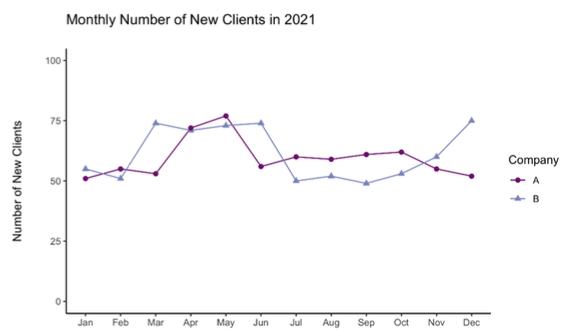 Monthly Number of New Clients in 2021
Number of New Clients
100
75
50
25
0
Jan Feb Mar Apr May Jun Jul Aug Sep Oct Nov Dec
Company
A
B